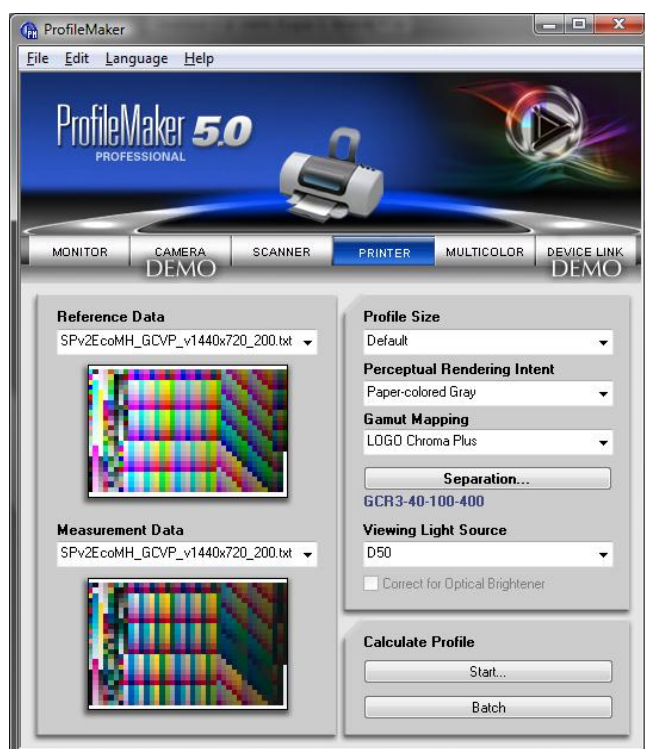 ProfileMaker
File Edit Language Help
ProfileMaker 5.0
PROFESSIONAL
MONITOR CAMERA SCANNER PRINTER MULTICOLOR DEVICE LINK
DEMO DEMO
Reference Data
SPv2EcoMH_GCVP_v1440x720_200.txt
Measurement Data
SPv2EcoMH_GCVP_v1440x720_200.txt
Profile Size
Default
Perceptual Rendering Intent
Paper-colored Gray
Gamut Mapping
LOGO Chroma Plus
Separation...
GCR3-40-100-400
Viewing Light Source
D50
Correct for Optical Brightener
Calculate Profile
Start...
Batch